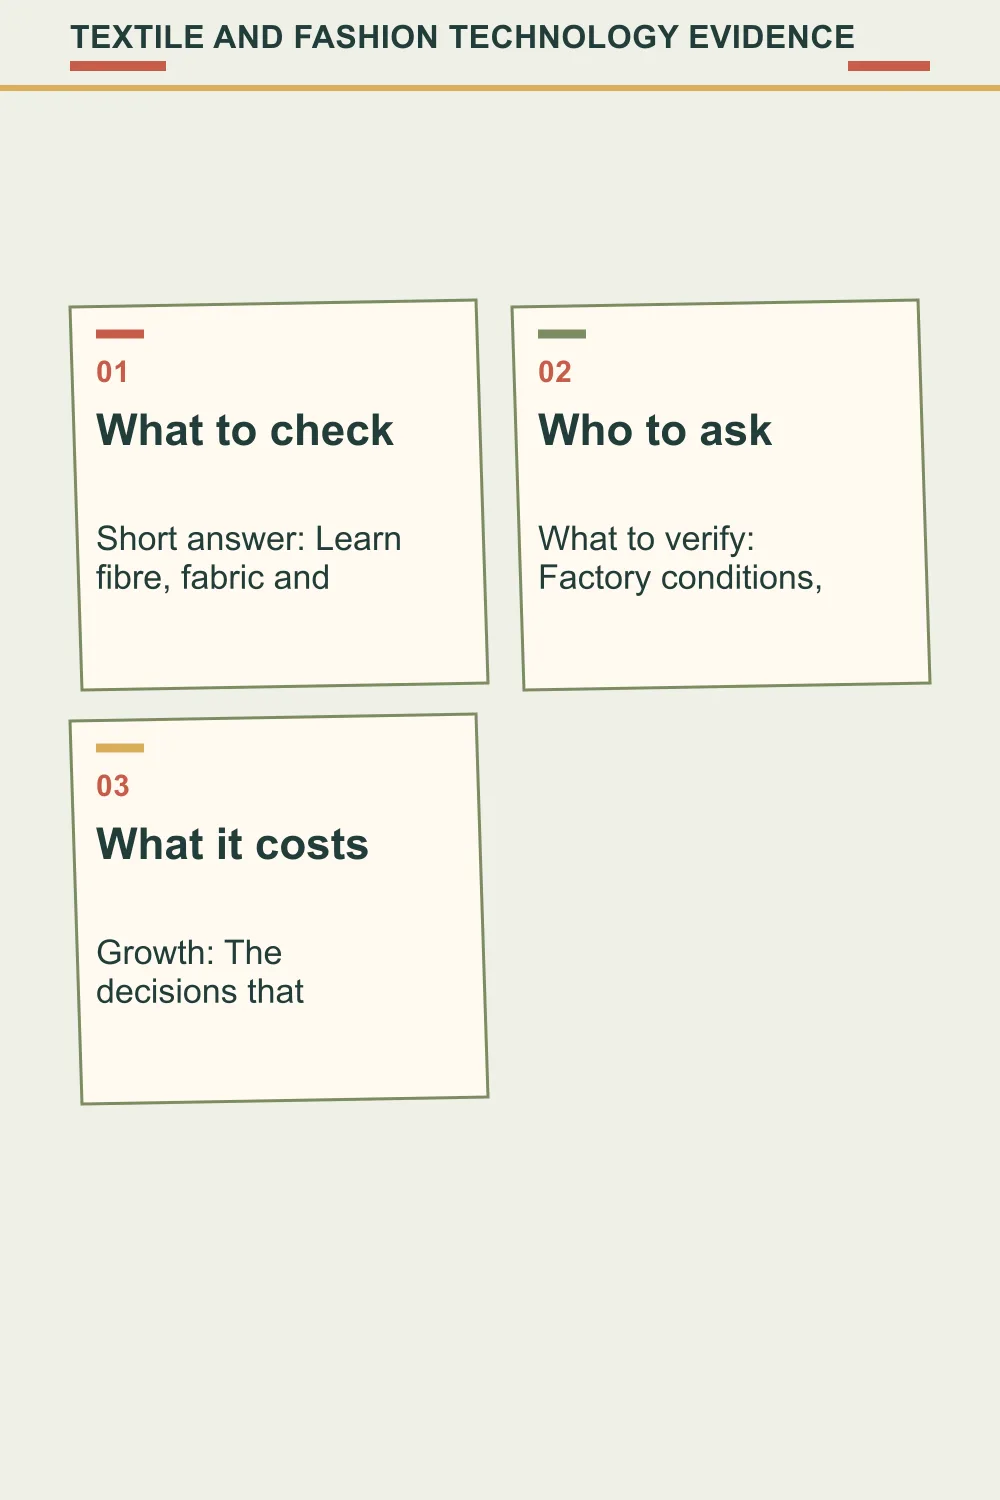 TEXTILE AND FASHION TECHNOLOGY EVIDENCE
01
What to check
Short answer: Learn
fibre, fabric and
02
Who to ask
What to verify:
Factory conditions,
03
What it costs
Growth: The
decisions that